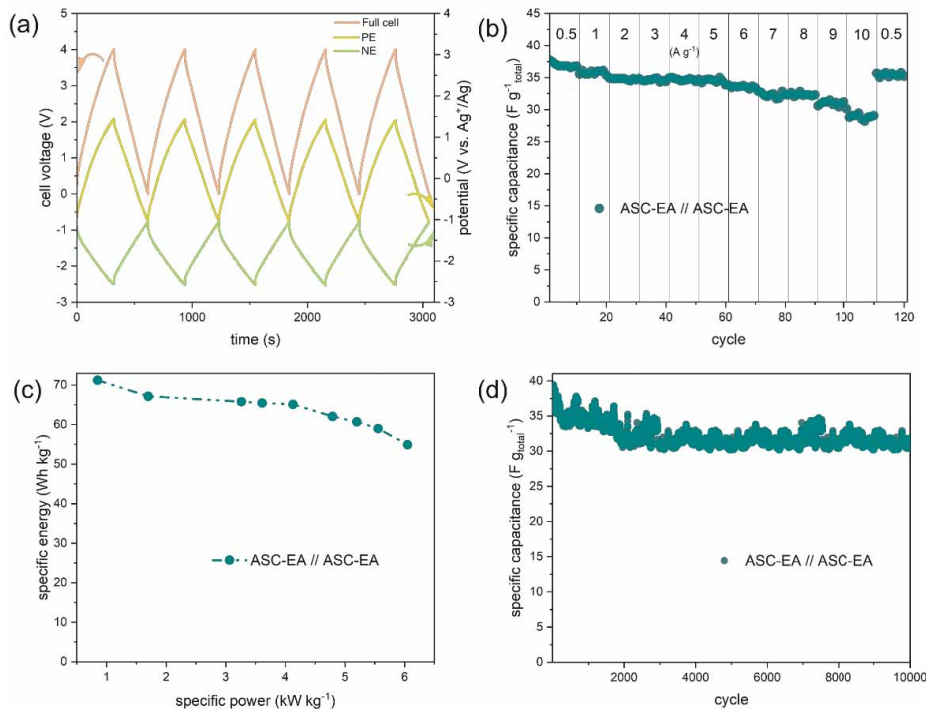 (a)
Full cell
PE
NE
5
4
3
2
1
0
-1
-2
-3
cell voltage (V)
4
3
2
1
0
-1
-2
-3
potential (V vs. Ag+/Ag)
0
1000
2000
3000
time (s)
(b)
0.5 1 2 3 4 5 6 7 8 9 10 0.5
(A g-1)
45
40
35
30
25
20
15
10
5
0
specific capacitance (F g-1total)
ASC-EA // ASC-EA
20 40 60 80 100 120
cycle
(c)
70
60
50
40
30
20
10
0
specific energy (Wh kg-1)
ASC-EA // ASC-EA
1 2 3 4 5 6
specific power (kW kg-1)
(d)
40
35
30
25
20
15
10
5
0
specific capacitance (F gtotal-1)
ASC-EA // ASC-EA
2000 4000 6000 8000 10000
cycle